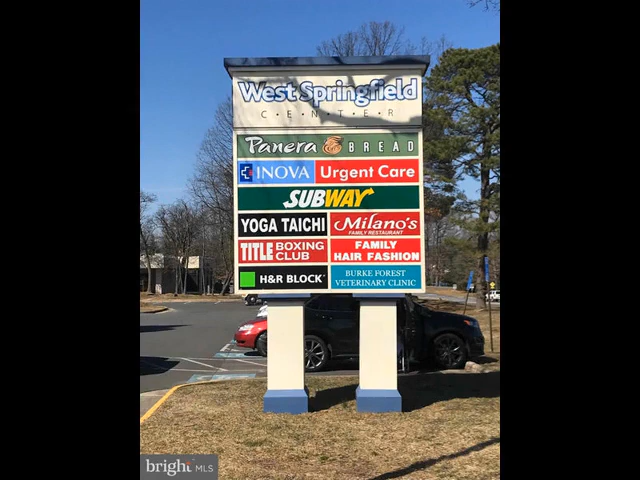 West Springfield
C·E·N·T·E·R
Panera BREAD
INOVA Urgent Care
SUBWAY
YOGA TAICHI
Milano's
FAMILY RESTAURANT
TITLE BOXING
CLUB
FAMILY
HAIR FASHION
H&R BLOCK
BURKE FOREST
VETERINARY CLINIC
bright MLS